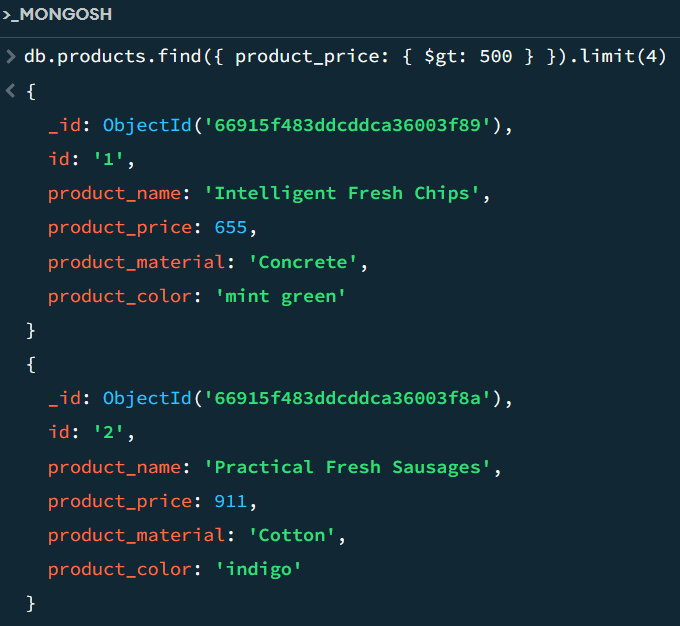 >_MONGOSH
> db.products.find({ product_price: { $gt: 500 } }).limit(4)
< {
_id: ObjectId('66915f483ddcddca36003f89'),
id: '1',
product_name: 'Intelligent Fresh Chips',
product_price: 655,
product_material: 'Concrete',
product_color: 'mint green'
}
{
_id: ObjectId('66915f483ddcddca36003f8a'),
id: '2',
product_name: 'Practical Fresh Sausages',
product_price: 911,
product_material: 'Cotton',
product_color: 'indigo'
}